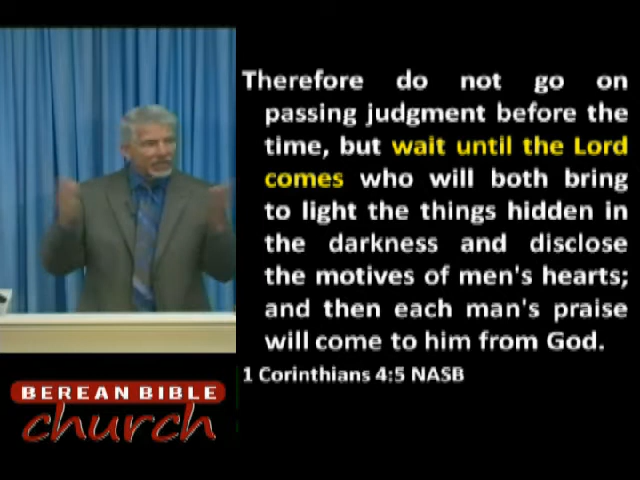 Therefore do not go on
passing judgment before the
time, but wait until the Lord
comes who will both bring
to light the things hidden in
the darkness and disclose
the motives of men's hearts;
and then each man's praise
will come to him from God.
1 Corinthians 4:5 NASB
BEREAN BIBLE
church